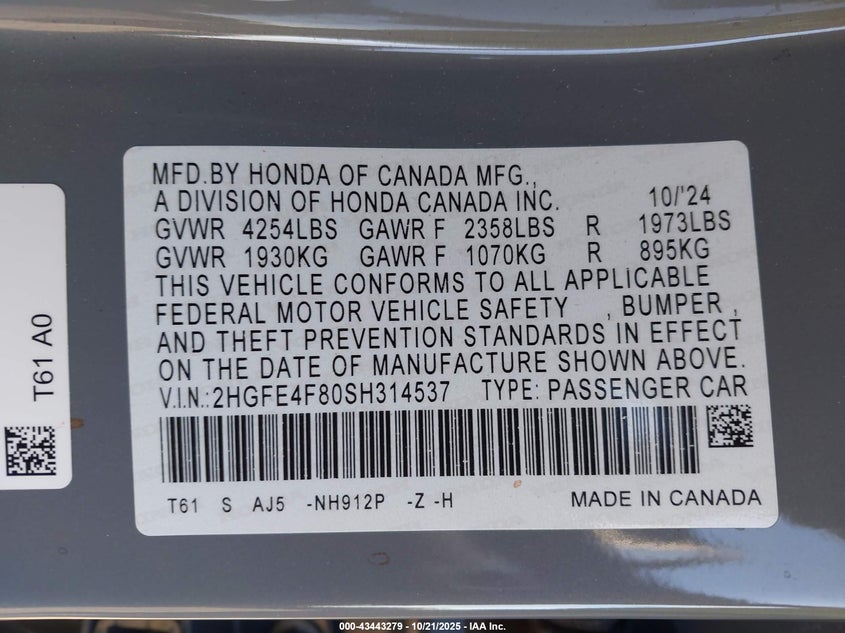 MFD.BY HONDA OF CANADA MFG.,
A DIVISION OF HONDA CANADA INC. 10/'24
GVWR 4254LBS GAWR F 2358LBS R 1973LBS
GVWR 1930KG GAWR F 1070KG R 895KG
THIS VEHICLE CONFORMS TO ALL APPLICABLE
FEDERAL MOTOR VEHICLE SAFETY , BUMPER ,
AND THEFT PREVENTION STANDARDS IN EFFECT
ON THE DATE OF MANUFACTURE SHOWN ABOVE.
V.I.N.:2HGFE4F80SH314537 TYPE: PASSENGER CAR
T61 S AJ5 -NH912P -Z -H MADE IN CANADA
T61 A0
000-43443279 - 10/21/2025 - IAA Inc.